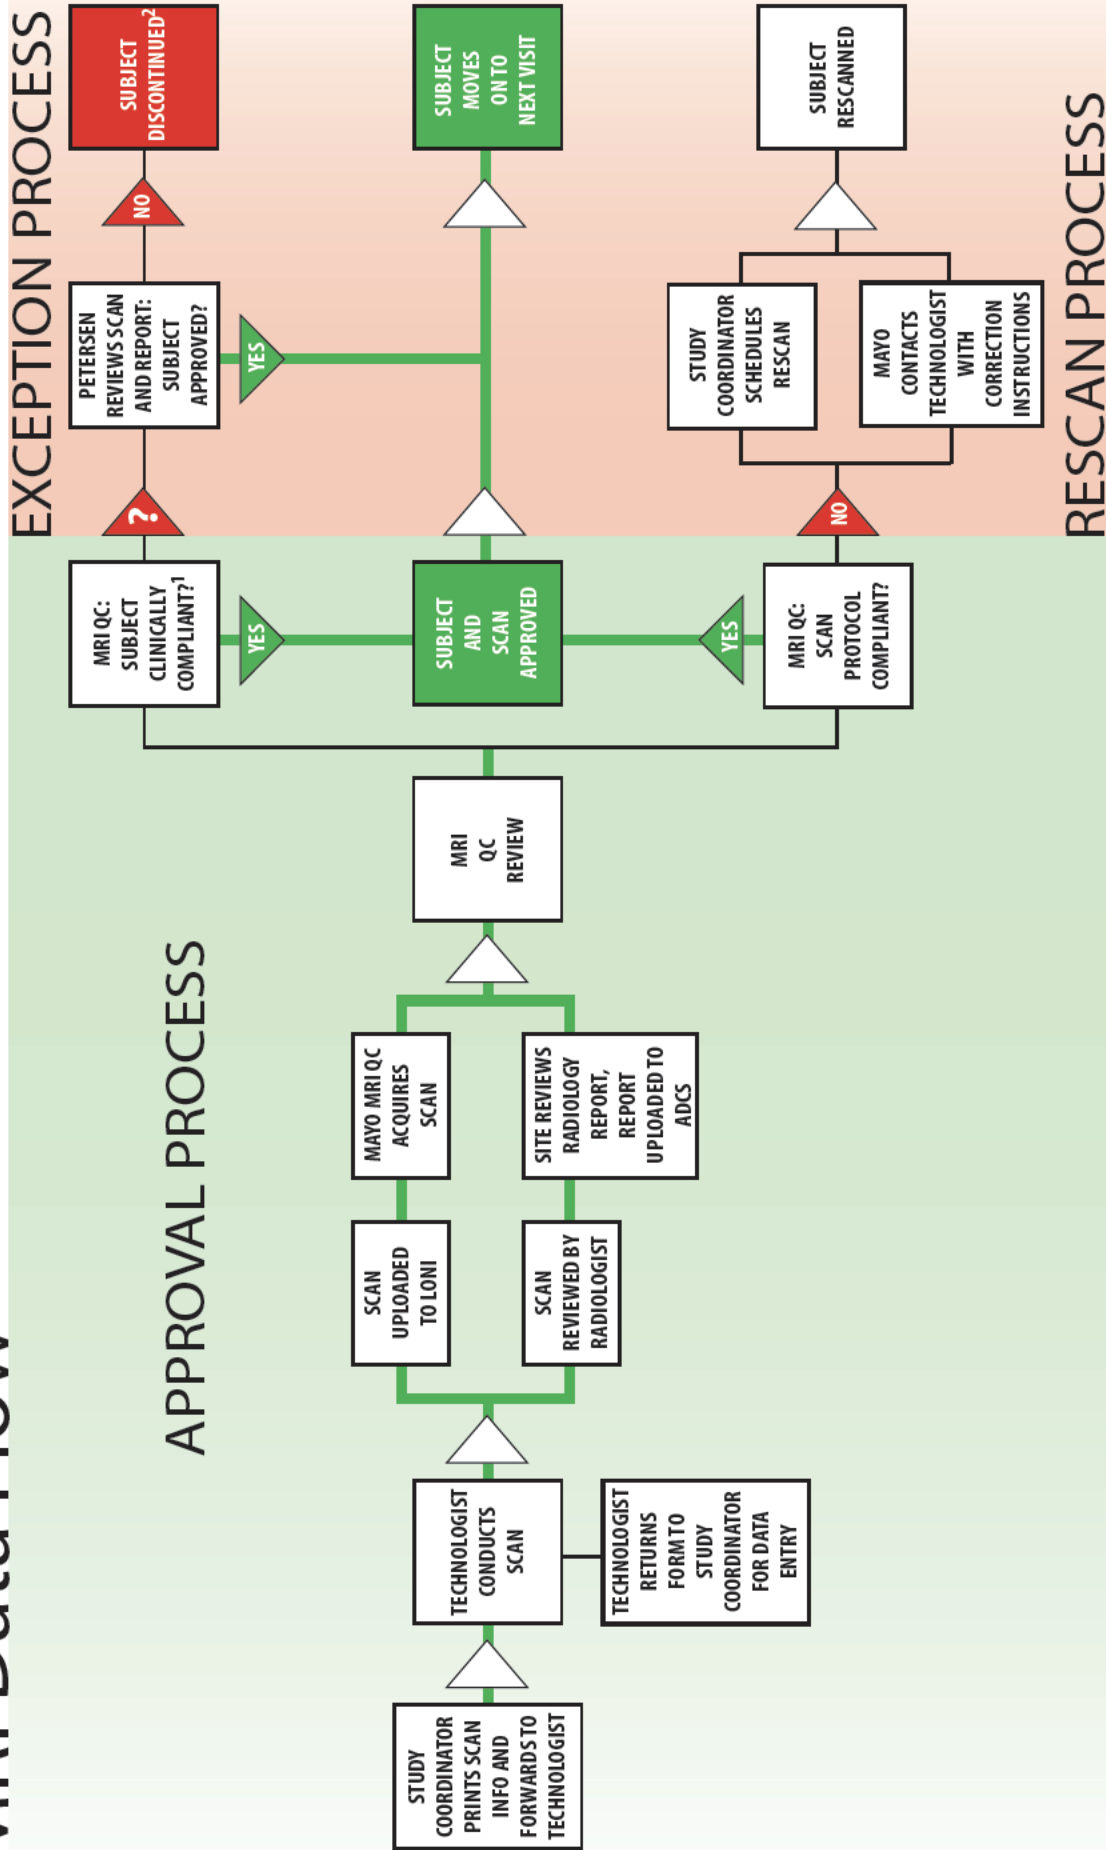 MRI Data Flow
APPROVAL PROCESS
EXCEPTION PROCESS
RESCAN PROCESS
STUDY
COORDINATOR
PRINTS SCAN
INFO AND
FORWARDS TO
TECHNOLOGIST
TECHNOLOGIST
CONDUCTS
SCAN
TECHNOLOGIST
RETURNS
FORM TO
STUDY
COORDINATOR
FOR DATA
ENTRY
SCAN
UPLOADED
TO LONI
SCAN
REVIEWED BY
RADIOLOGIST
MAYO MRI QC
ACQUIRES
SCAN
SITE REVIEWS
RADIOLOGY
REPORT,
REPORT
UPLOADED TO
ADCS
MRI
QC
REVIEW
MRI QC:
SUBJECT
CLINICALLY
COMPLIANT?¹
YES
SUBJECT
AND
SCAN
APPROVED
YES
MRI QC:
SCAN
PROTOCOL
COMPLIANT?
?
PETERSEN
REVIEWS SCAN
AND REPORT:
SUBJECT
APPROVED?
YES
NO
SUBJECT
DISCONTINUED²
SUBJECT
MOVES
ON TO
NEXT VISIT
NO
STUDY
COORDINATOR
SCHEDULES
RESCAN
MAYO
CONTACTS
TECHNOLOGIST
WITH
CORRECTION
INSTRUCTIONS
SUBJECT
RESCANNED